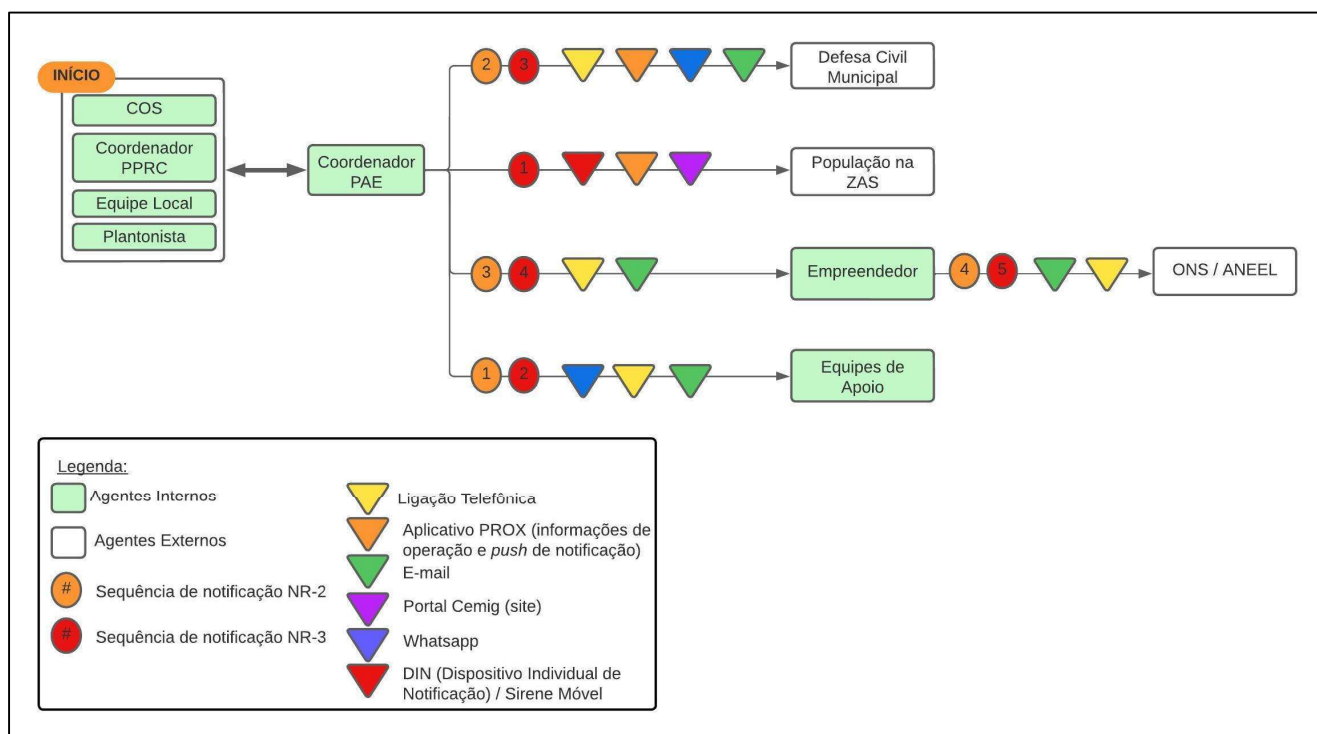 INÍCIO
COS
Coordenador
PPRC
Equipe Local
Plantonista
Coordenador
PAE
2
3
Defesa Civil
Municipal
1
População na
ZAS
3
4
Empreendedor
4
5
ONS / ANEEL
1
2
Equipes de
Apoio
Legenda:
Agentes Internos
Agentes Externos
# Sequência de notificação NR-2
# Sequência de notificação NR-3
Ligação Telefônica
Aplicativo PROX (informações de
operação e push de notificação)
E-mail
Portal Cemig (site)
Whatsapp
DIN (Dispositivo Individual de
Notificação) / Sirene Móvel